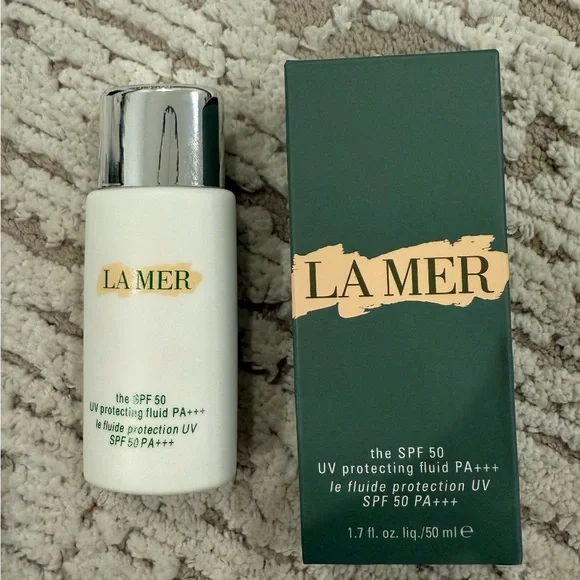 LA MER
the SPF 50
UV protecting fluid PA+++
le fluide protection UV
SPF 50 PA+++
LA MER
the SPF 50
UV protecting fluid PA+++
le fluide protection UV
SPF 50 PA+++
1.7 fl. oz. liq./50 ml ℮